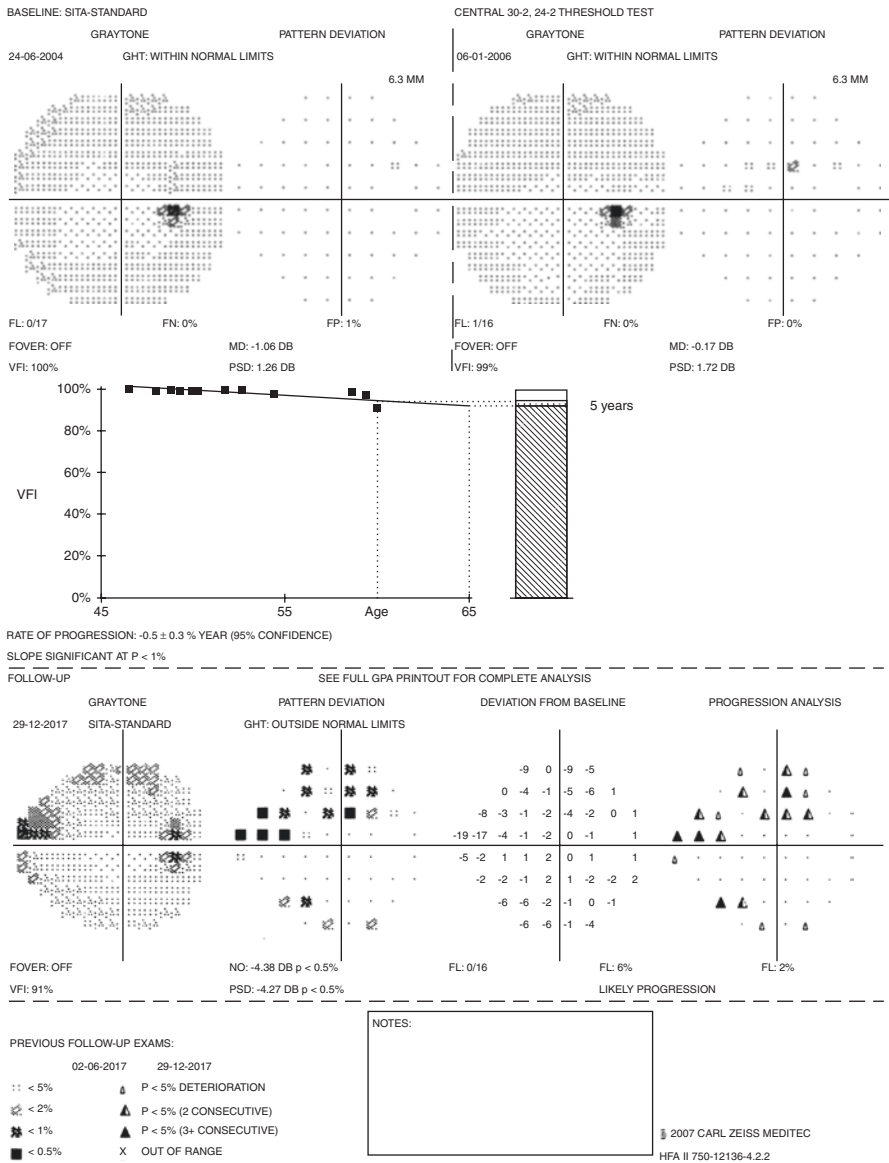 BASELINE: SITA-STANDARD CENTRAL 30-2, 24-2 THRESHOLD TEST
GRAYTONE PATTERN DEVIATION GRAYTONE PATTERN DEVIATION
24-06-2004 GHT: WITHIN NORMAL LIMITS 06-01-2006 GHT: WITHIN NORMAL LIMITS
6.3 MM 6.3 MM
FL: 0/17 FN: 0% FP: 1% FL: 1/16 FN: 0% FP: 0%
FOVER: OFF MD: -1.06 DB FOVER: OFF MD: -0.17 DB
VFI: 100% PSD: 1.26 DB VFI: 99% PSD: 1.72 DB
100%
5 years
80%
60%
VFI
40%
20%
0%
45 55 Age 65
RATE OF PROGRESSION: -0.5 ± 0.3 % YEAR (95% CONFIDENCE)
SLOPE SIGNIFICANT AT P < 1%
FOLLOW-UP SEE FULL GPA PRINTOUT FOR COMPLETE ANALYSIS
GRAYTONE PATTERN DEVIATION DEVIATION FROM BASELINE PROGRESSION ANALYSIS
29-12-2017 SITA-STANDARD GHT: OUTSIDE NORMAL LIMITS
-9 0 -9 -5
0 -4 -1 -5 -6 1
-8 -3 -1 -2 -4 -2 0 1
-19 -17 -4 -1 -2 0 -1 1
-5 -2 1 1 2 0 1 1
-2 -2 -1 2 1 -2 -2 2
-6 -6 -2 -1 0 -1
-6 -6 -1 -4
FOVER: OFF NO: -4.38 DB p < 0.5% FL: 0/16 FL: 6% FL: 2%
VFI: 91% PSD: -4.27 DB p < 0.5% LIKELY PROGRESSION
NOTES:
PREVIOUS FOLLOW-UP EXAMS:
02-06-2017 29-12-2017
< 5% P < 5% DETERIORATION
< 2% P < 5% (2 CONSECUTIVE)
< 1% P < 5% (3+ CONSECUTIVE)
< 0.5% X OUT OF RANGE
2007 CARL ZEISS MEDITEC
HFA II 750-12136-4.2.2